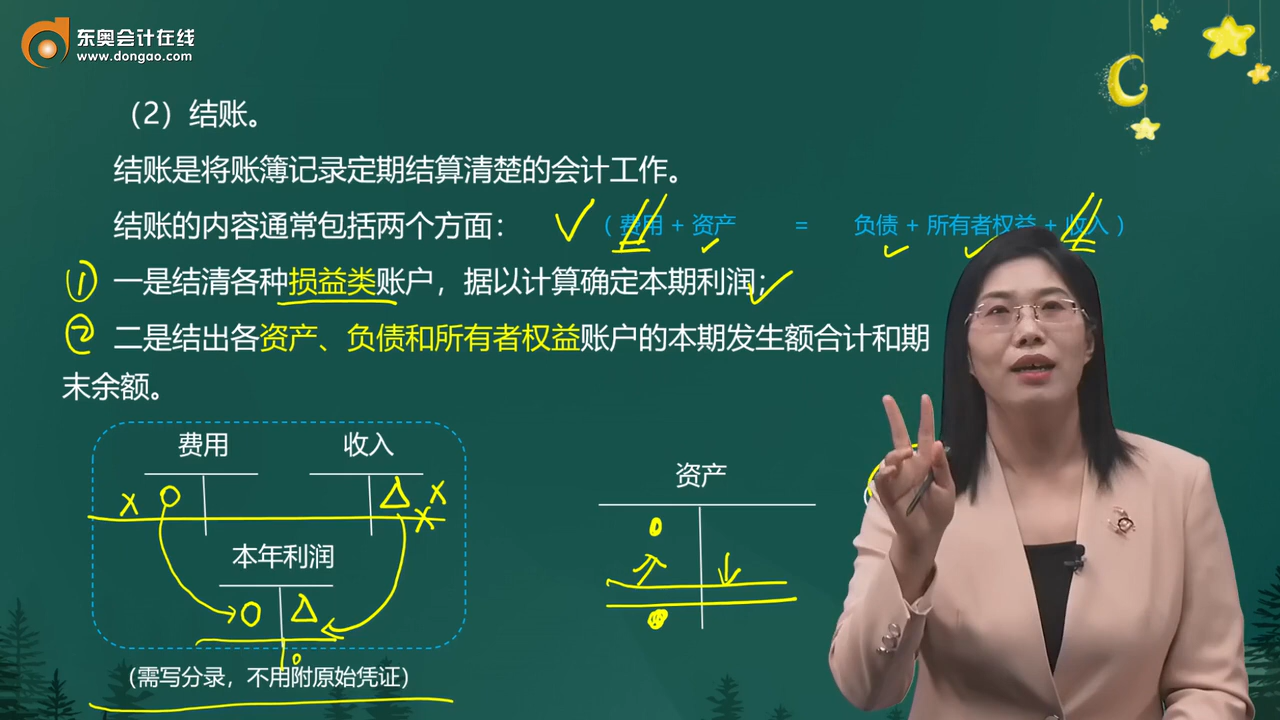 东奥会计在线
www.dongao.com
(2)结账。
结账是将账簿记录定期结算清楚的会计工作。
结账的内容通常包括两个方面： （费用 + 资产 = 负债 + 所有者权益 + 收入）
① 一是结清各种损益类账户，据以计算确定本期利润；
② 二是结出各资产、负债和所有者权益账户的本期发生额合计和期
末余额。
费用 收入
资产
本年利润
（需写分录，不用附原始凭证）